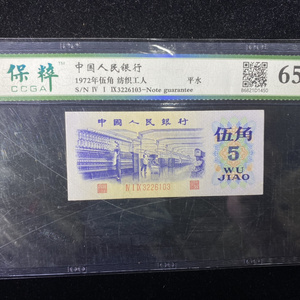 保粹
CCGA
中国人民银行
1972年伍角 纺织工人 平水
S/N Ⅳ Ⅰ Ⅸ3226103-Note guarantee
65
中国人民银行
伍角
5
WU
JIAO
Ⅳ Ⅰ Ⅸ 3226103